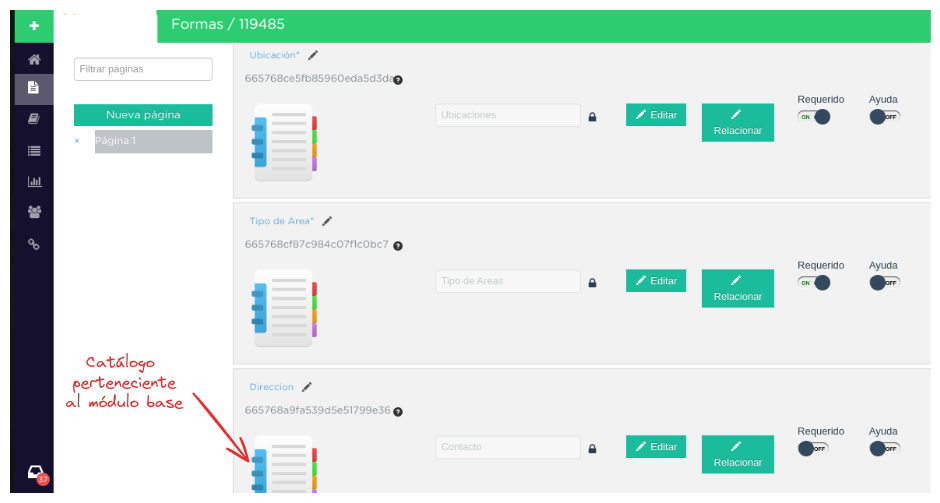 Formas / 119485
Filtrar páginas
Nueva página
× Página 1
Ubicación*
665768ce5fb85960eda5d3da
Ubicaciones
Editar
Relacionar
Requerido
ON
Ayuda
OFF
Tipo de Area*
665768cf87c984c07f1c0bc7
Tipo de Areas
Editar
Relacionar
Requerido
ON
Ayuda
OFF
Catálogo
perteneciente
al módulo base
Direccion
665768a9fa539d5e51799e36
Contacto
Editar
Relacionar
Requerido
OFF
Ayuda
OFF
37